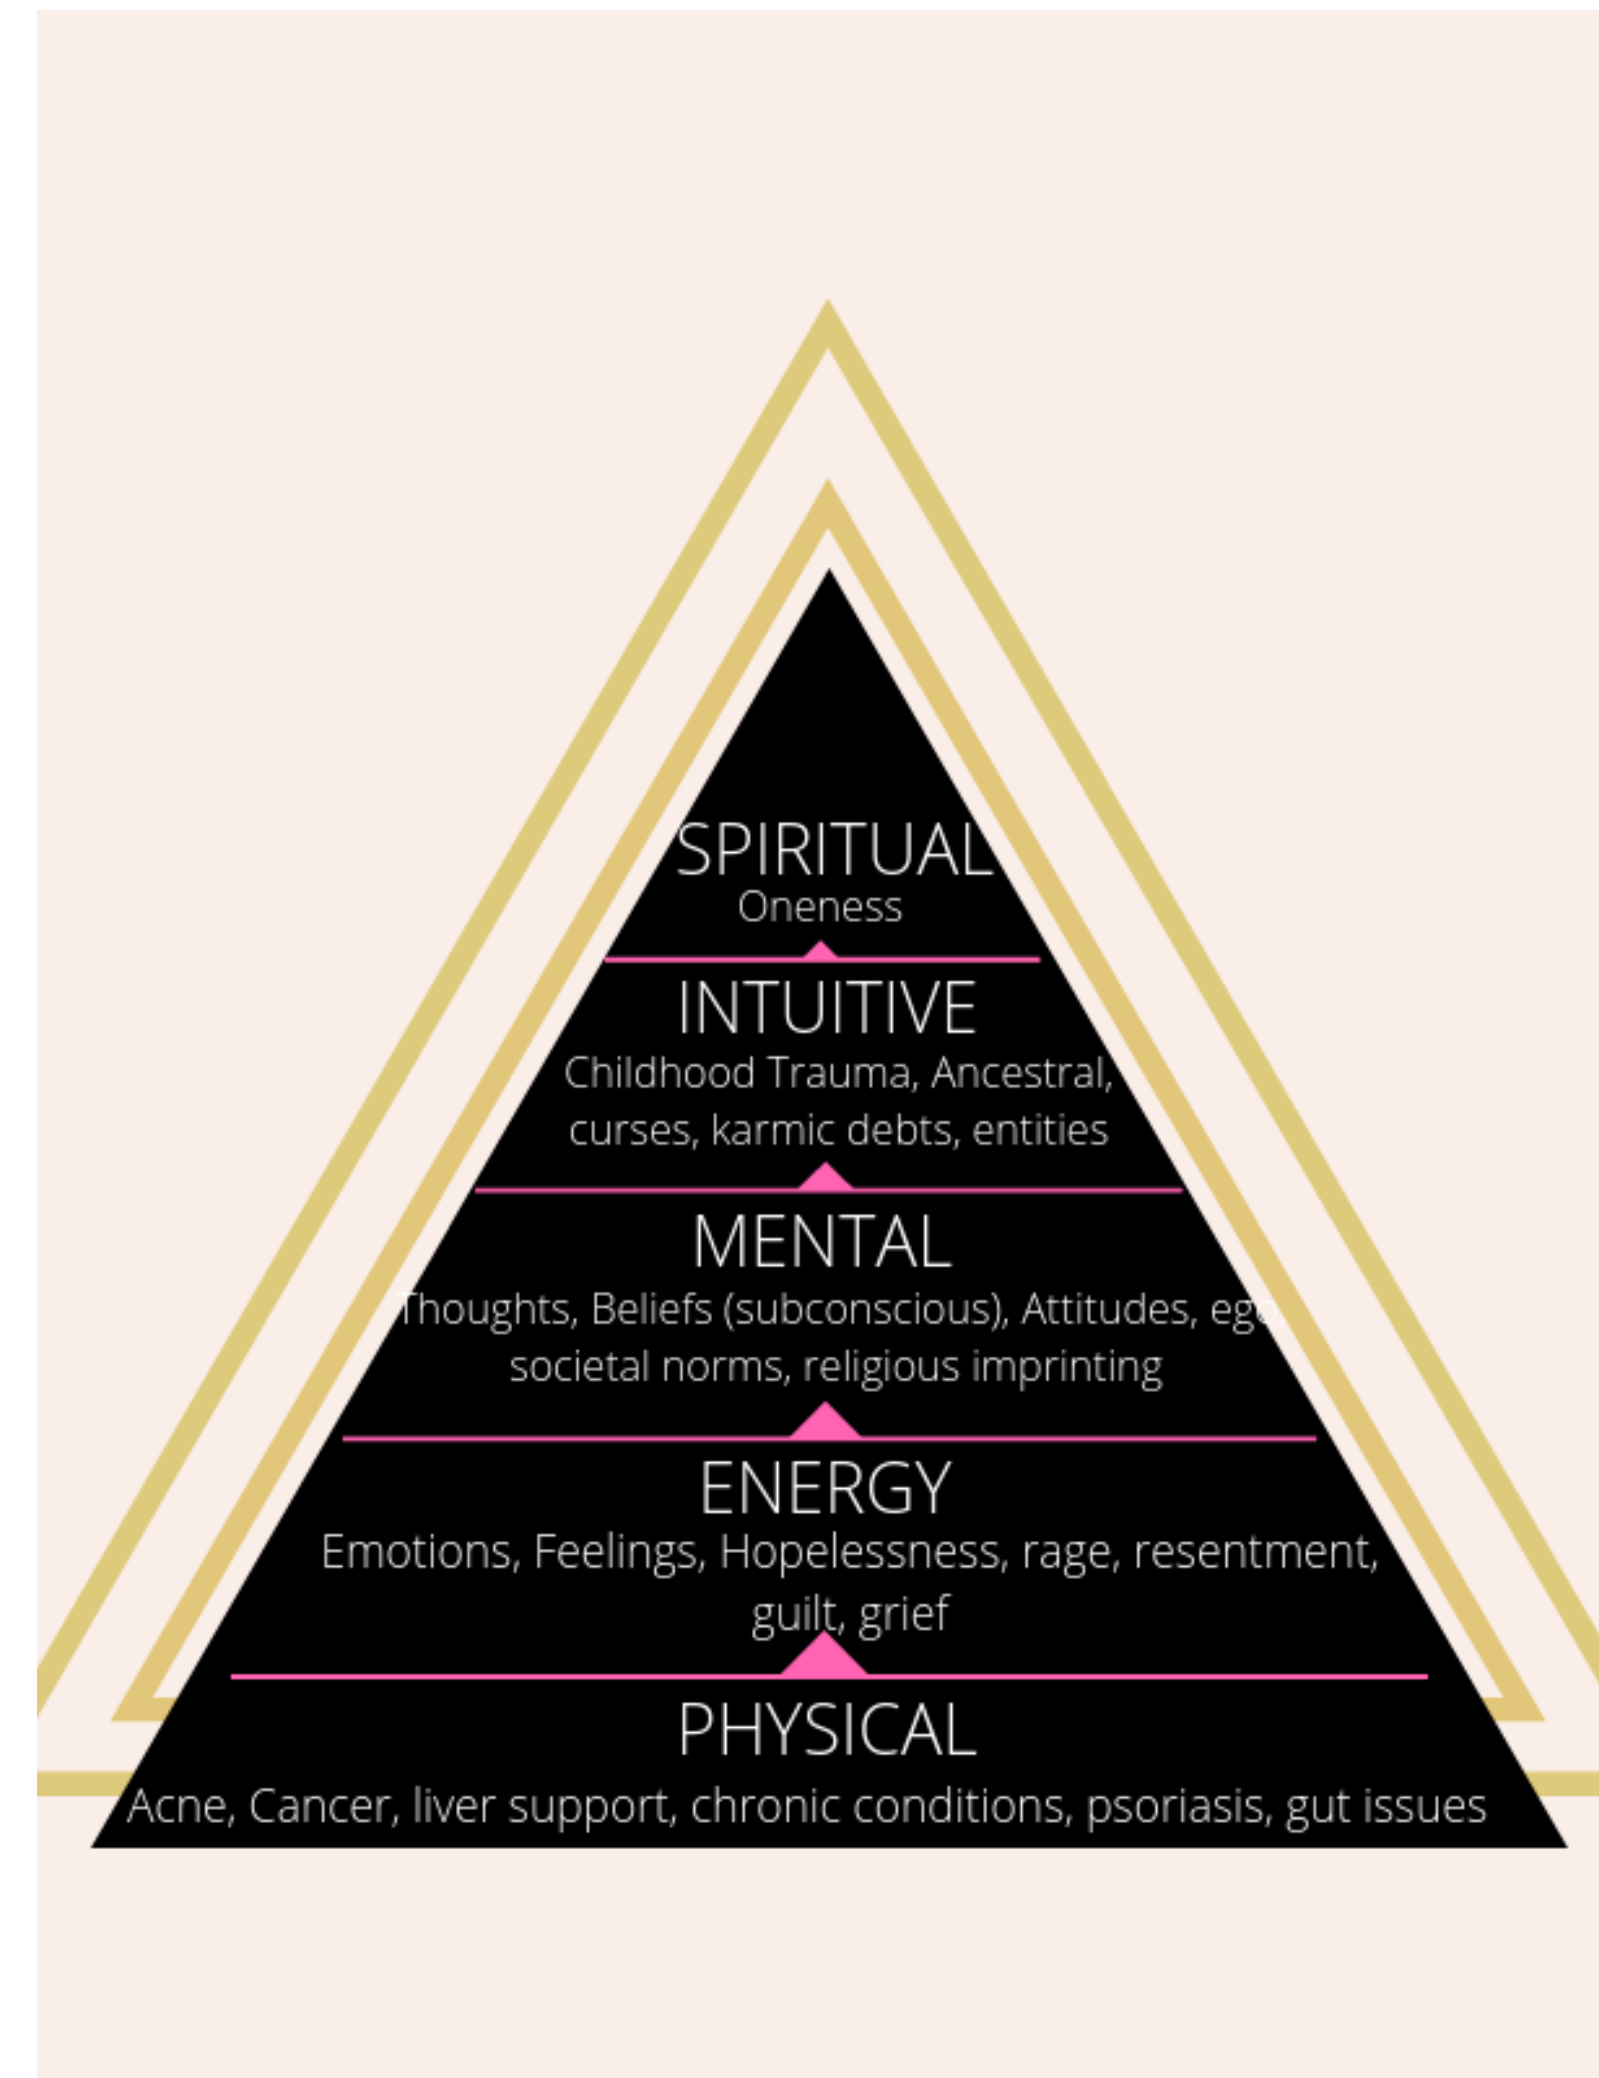 SPIRITUAL
Oneness
INTUITIVE
Childhood Trauma, Ancestral,
curses, karmic debts, entities
MENTAL
Thoughts, Beliefs (subconscious), Attitudes, ego,
societal norms, religious imprinting
ENERGY
Emotions, Feelings, Hopelessness, rage, resentment,
guilt, grief
PHYSICAL
Acne, Cancer, liver support, chronic conditions, psoriasis, gut issues